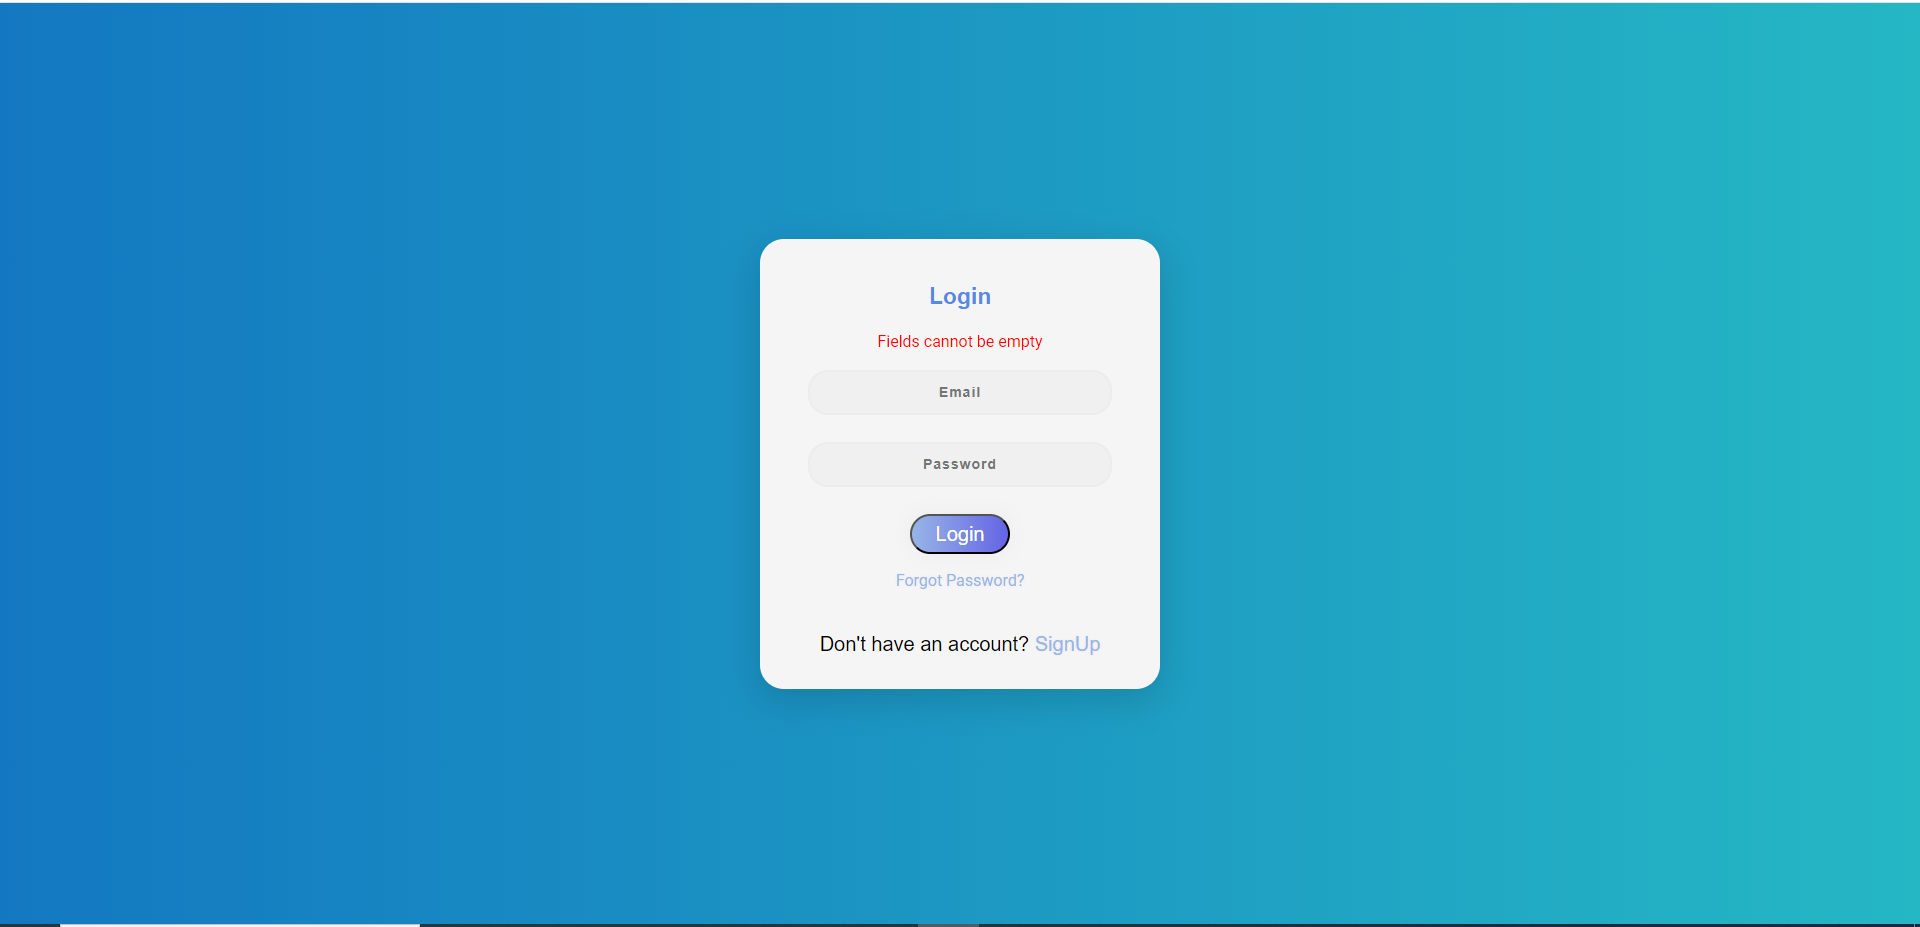 Login
Fields cannot be empty
Email
Password
Login
Forgot Password?
Don't have an account? SignUp